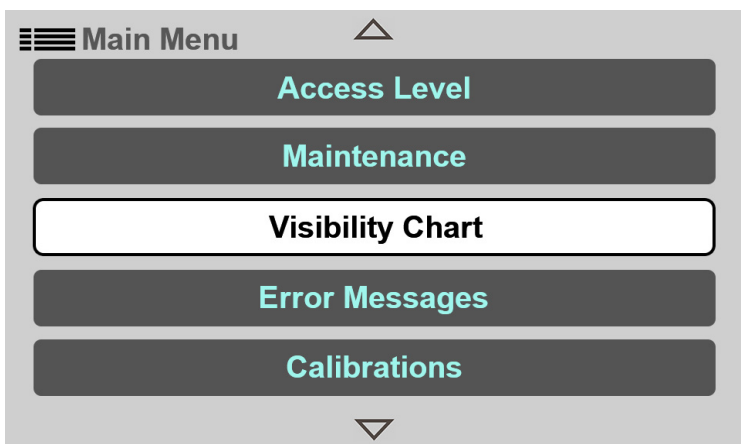 Main Menu
Access Level
Maintenance
Visibility Chart
Error Messages
Calibrations